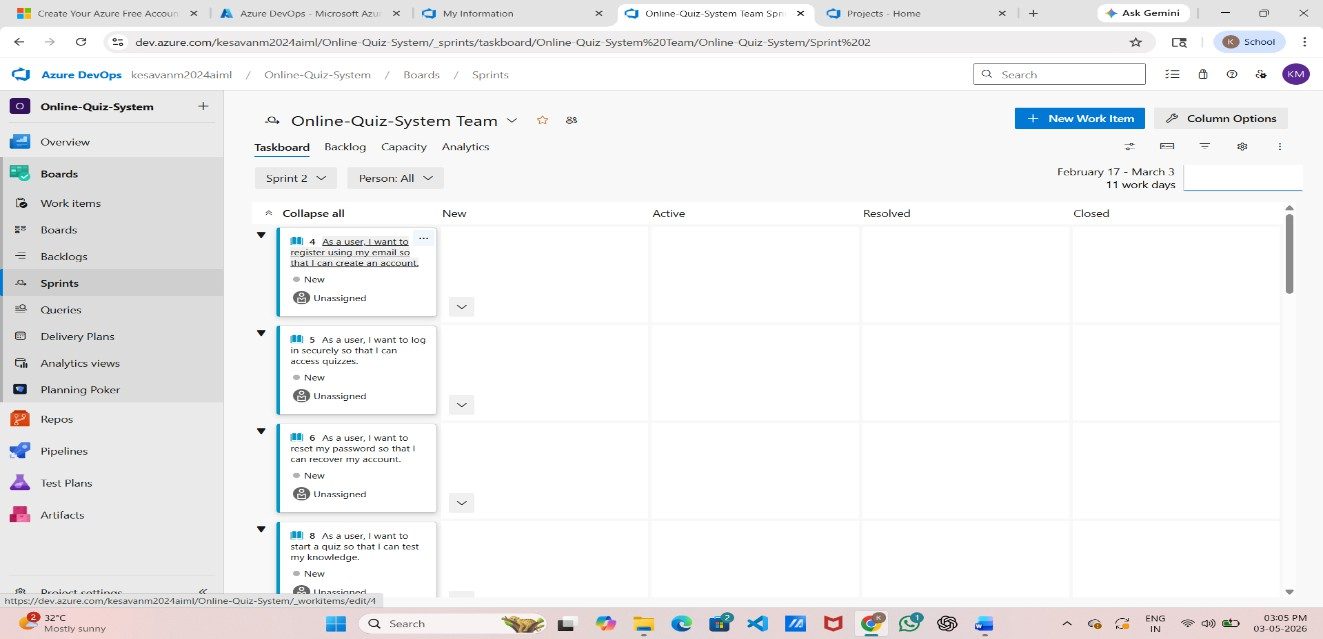 Create Your Azure Free Accoun
Azure DevOps - Microsoft Azur
My Information
Online-Quiz-System Team Spri
Projects - Home
Ask Gemini
dev.azure.com/kesavanm2024aiml/Online-Quiz-System/_sprints/taskboard/Online-Quiz-System%20Team/Online-Quiz-System/Sprint%202
K School
Azure DevOps kesavanm2024aiml / Online-Quiz-System / Boards / Sprints
Search
KM
O Online-Quiz-System
Overview
Boards
Work items
Boards
Backlogs
Sprints
Queries
Delivery Plans
Analytics views
Planning Poker
Repos
Pipelines
Test Plans
Artifacts
Project settings
https://dev.azure.com/kesavanm2024aiml/Online-Quiz-System/_workitems/edit/4
Online-Quiz-System Team
New Work Item
Column Options
Taskboard Backlog Capacity Analytics
Sprint 2
Person: All
February 17 - March 3
11 work days
Collapse all New Active Resolved Closed
4 As a user, I want to
register using my email so
that I can create an account.
New
Unassigned
5 As a user, I want to log
in securely so that I can
access quizzes.
New
Unassigned
6 As a user, I want to
reset my password so that I
can recover my account.
New
Unassigned
8 As a user, I want to
start a quiz so that I can test
my knowledge.
New
Unassigned
2
32°C
Mostly sunny
Search
2
K
1
ENG
IN
03:05 PM
03-05-2026